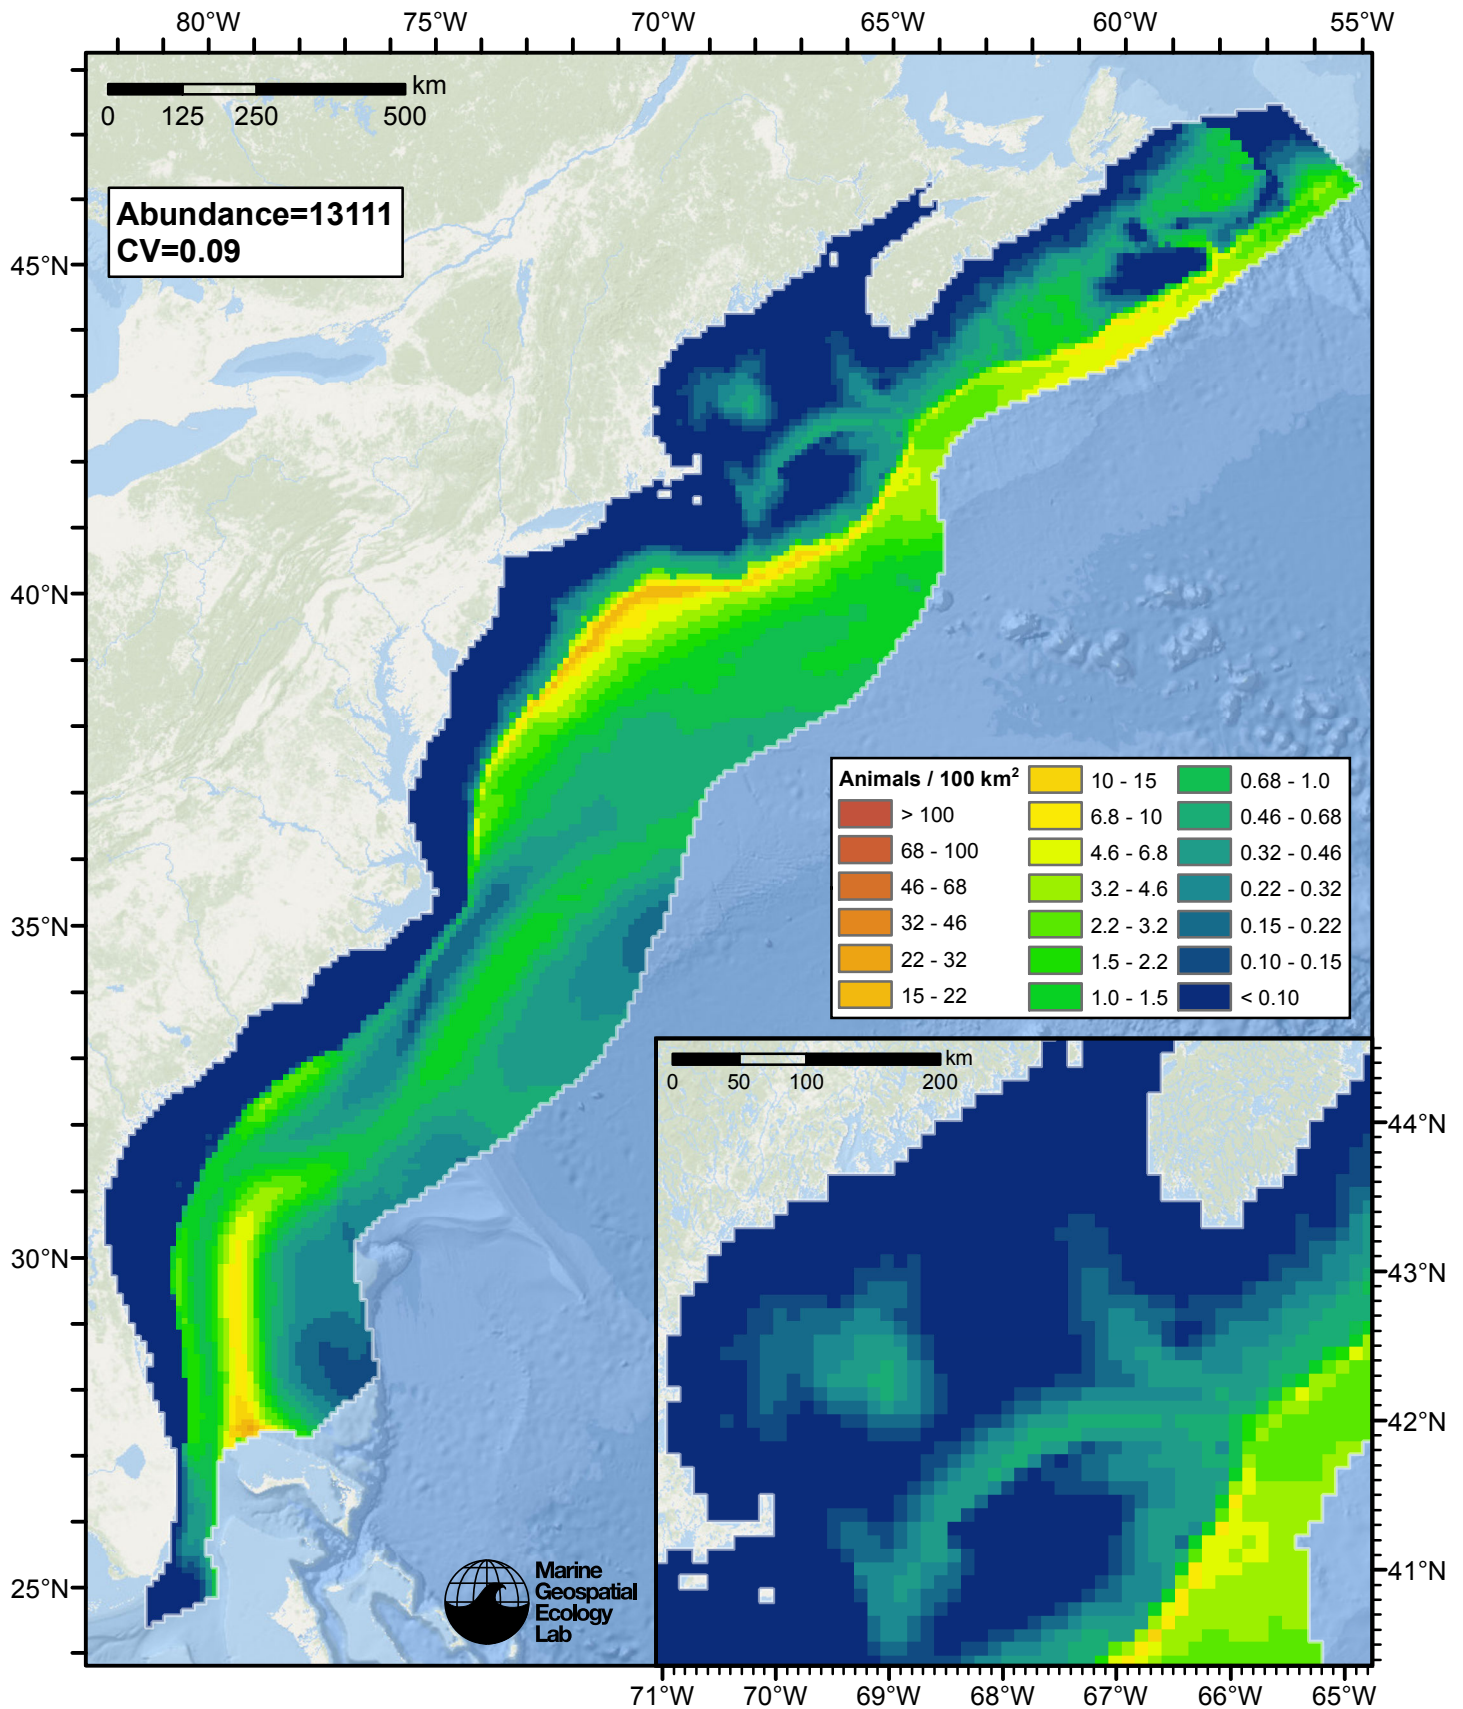 80°W 75°W 70°W 65°W 60°W 55°W
km
0 125 250 500
Abundance=13111
CV=0.09
45°N
40°N
35°N
30°N
25°N
Animals / 100 km²
> 100
68 - 100
46 - 68
32 - 46
22 - 32
15 - 22
10 - 15
6.8 - 10
4.6 - 6.8
3.2 - 4.6
2.2 - 3.2
1.5 - 2.2
1.0 - 1.5
0.68 - 1.0
0.46 - 0.68
0.32 - 0.46
0.22 - 0.32
0.15 - 0.22
0.10 - 0.15
< 0.10
km
0 50 100 200
44°N
43°N
42°N
41°N
Marine
Geospatial
Ecology
Lab
71°W 70°W 69°W 68°W 67°W 66°W 65°W